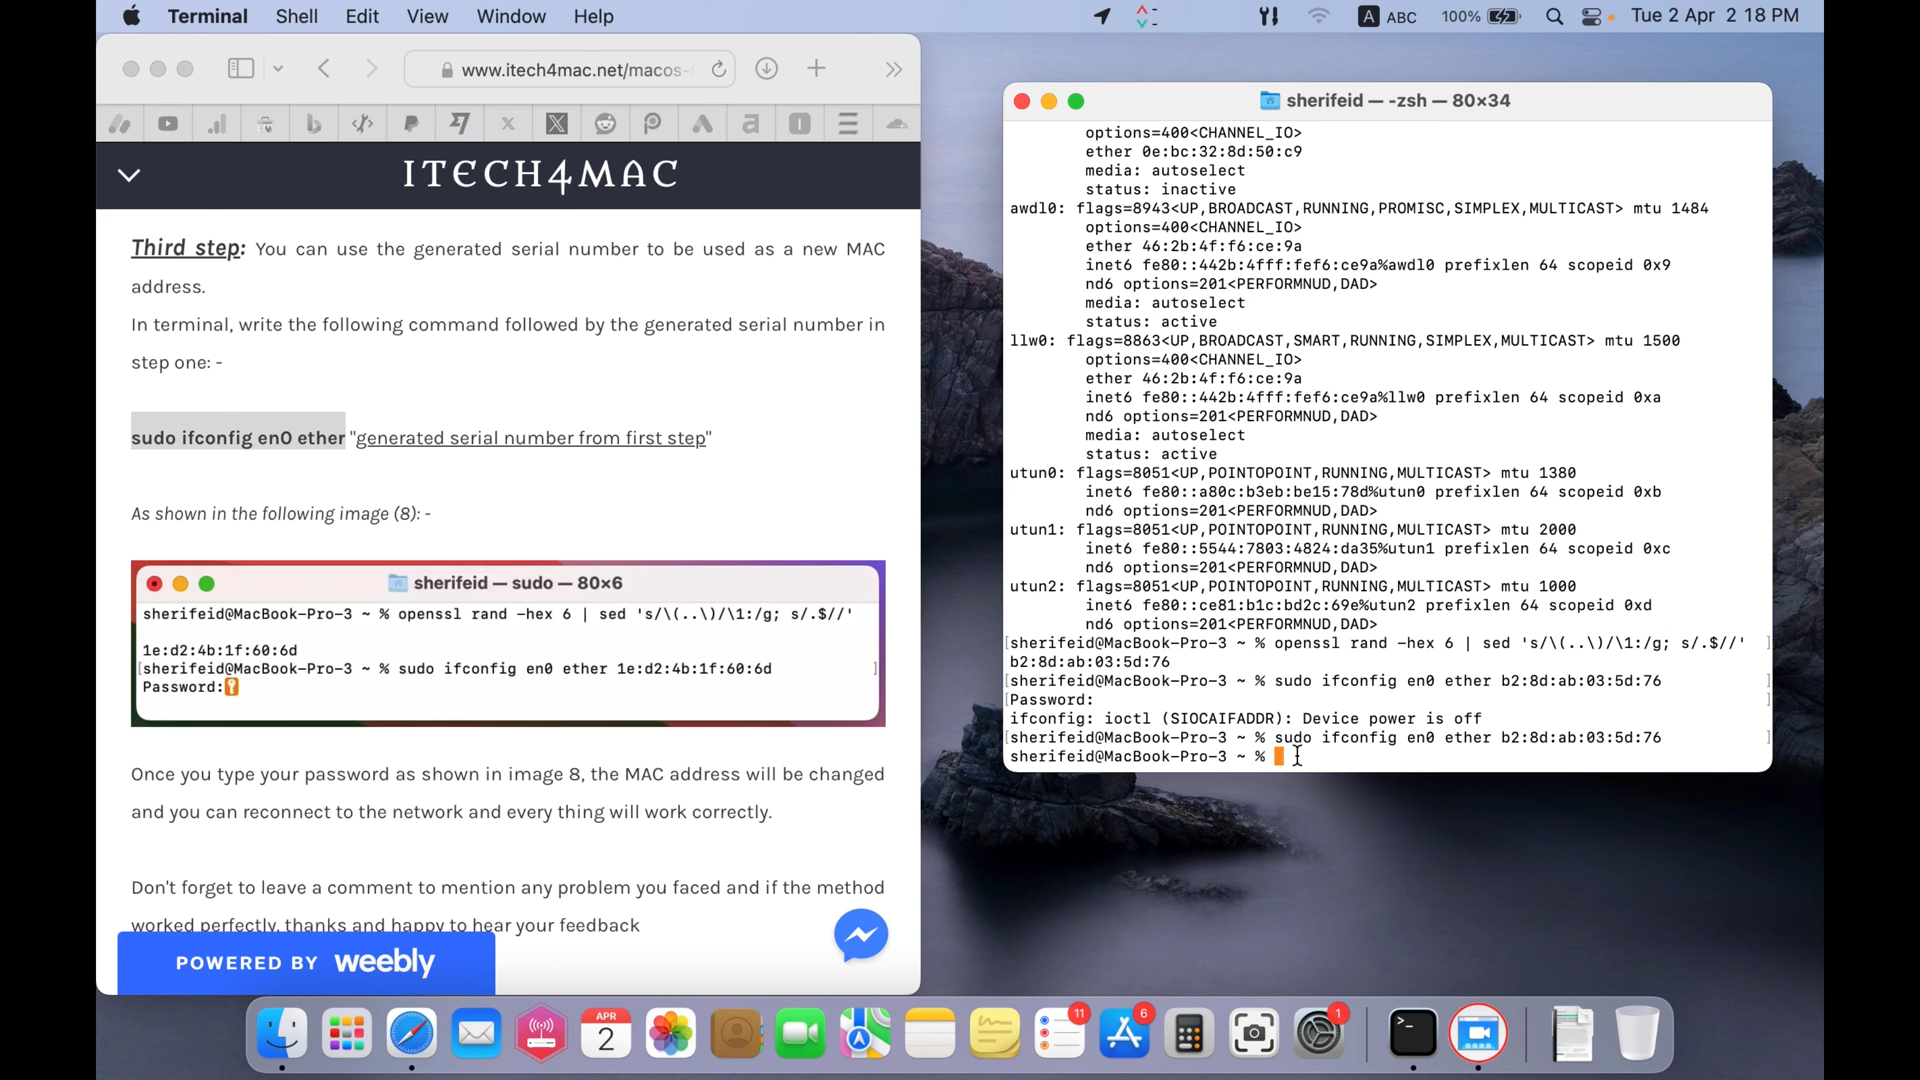 Terminal Shell Edit View Window Help
A ABC 100% Tue 2 Apr 2 18 PM
www.itech4mac.net/macos-
ITECH4MAC
Third step: You can use the generated serial number to be used as a new MAC
address.
In terminal, write the following command followed by the generated serial number in
step one: -
sudo ifconfig en0 ether "generated serial number from first step"
As shown in the following image (8): -
sherifeid — sudo — 80×6
sherifeid@MacBook-Pro-3 ~ % openssl rand -hex 6 | sed 's/\(..\)/\1:/g; s/.$//'
1e:d2:4b:1f:60:6d
[sherifeid@MacBook-Pro-3 ~ % sudo ifconfig en0 ether 1e:d2:4b:1f:60:6d ]
Password:
Once you type your password as shown in image 8, the MAC address will be changed
and you can reconnect to the network and every thing will work correctly.
Don't forget to leave a comment to mention any problem you faced and if the method
worked perfectly, thanks and happy to hear your feedback
POWERED BY weebly
sherifeid — -zsh — 80×34
options=400<CHANNEL_IO>
ether 0e:bc:32:8d:50:c9
media: autoselect
status: inactive
awdl0: flags=8943<UP,BROADCAST,RUNNING,PROMISC,SIMPLEX,MULTICAST> mtu 1484
options=400<CHANNEL_IO>
ether 46:2b:4f:f6:ce:9a
inet6 fe80::442b:4fff:fef6:ce9a%awdl0 prefixlen 64 scopeid 0x9
nd6 options=201<PERFORMNUD,DAD>
media: autoselect
status: active
llw0: flags=8863<UP,BROADCAST,SMART,RUNNING,SIMPLEX,MULTICAST> mtu 1500
options=400<CHANNEL_IO>
ether 46:2b:4f:f6:ce:9a
inet6 fe80::442b:4fff:fef6:ce9a%llw0 prefixlen 64 scopeid 0xa
nd6 options=201<PERFORMNUD,DAD>
media: autoselect
status: active
utun0: flags=8051<UP,POINTOPOINT,RUNNING,MULTICAST> mtu 1380
inet6 fe80::a80c:b3eb:be15:78d%utun0 prefixlen 64 scopeid 0xb
nd6 options=201<PERFORMNUD,DAD>
utun1: flags=8051<UP,POINTOPOINT,RUNNING,MULTICAST> mtu 2000
inet6 fe80::5544:7803:4824:da35%utun1 prefixlen 64 scopeid 0xc
nd6 options=201<PERFORMNUD,DAD>
utun2: flags=8051<UP,POINTOPOINT,RUNNING,MULTICAST> mtu 1000
inet6 fe80::ce81:b1c:bd2c:69e%utun2 prefixlen 64 scopeid 0xd
nd6 options=201<PERFORMNUD,DAD>
[sherifeid@MacBook-Pro-3 ~ % openssl rand -hex 6 | sed 's/\(..\)/\1:/g; s/.$//' ]
b2:8d:ab:03:5d:76
[sherifeid@MacBook-Pro-3 ~ % sudo ifconfig en0 ether b2:8d:ab:03:5d:76 ]
[Password: ]
ifconfig: ioctl (SIOCAIFADDR): Device power is off
[sherifeid@MacBook-Pro-3 ~ % sudo ifconfig en0 ether b2:8d:ab:03:5d:76 ]
sherifeid@MacBook-Pro-3 ~ %
APR
2
11
6
1